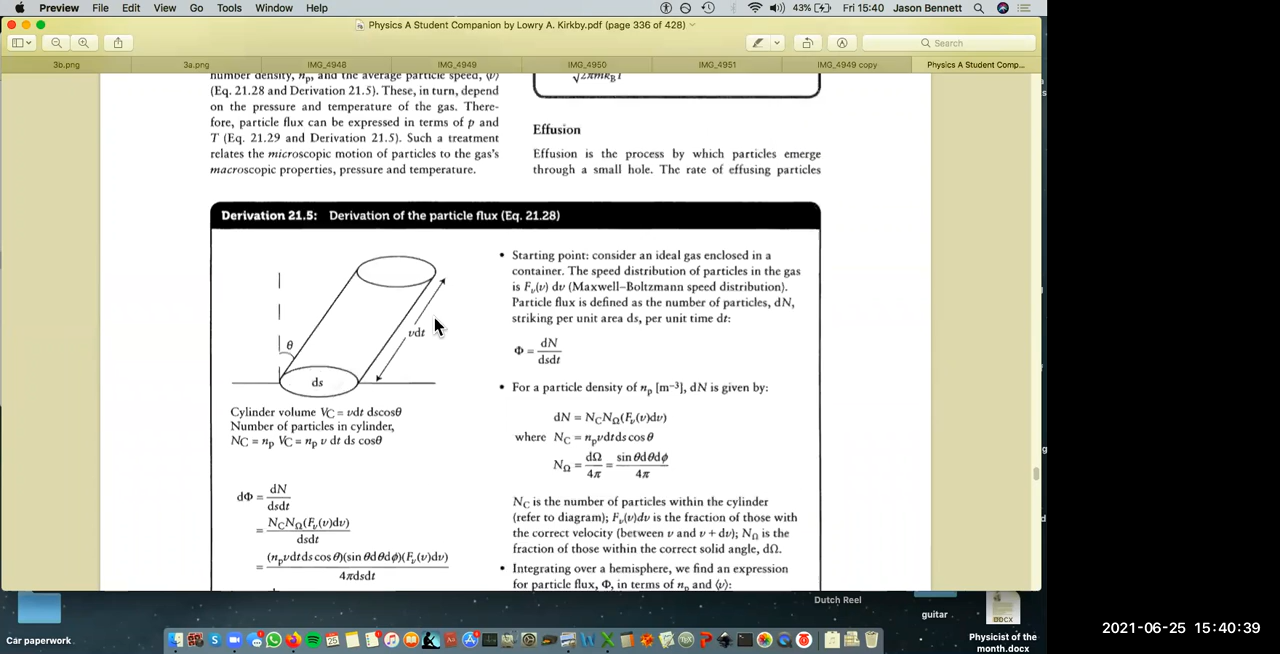 Preview File Edit View Go Tools Window Help
43% Fri 15:40 Jason Bennett
Physics A Student Companion by Lowry A. Kirkby.pdf (page 336 of 428)
Search
3b.png 3a.png IMG_4948 IMG_4949 IMG_4950 IMG_4951 IMG_4949 copy Physics A Student Comp...
number density, nₚ, and the average particle speed, ⟨v⟩
(Eq. 21.28 and Derivation 21.5). These, in turn, depend
on the pressure and temperature of the gas. There-
fore, particle flux can be expressed in terms of p and
T (Eq. 21.29 and Derivation 21.5). Such a treatment
relates the microscopic motion of particles to the gas's
macroscopic properties, pressure and temperature.
√2πmk_BT
Effusion
Effusion is the process by which particles emerge
through a small hole. The rate of effusing particles
Derivation 21.5: Derivation of the particle flux (Eq. 21.28)
θ
vdt
ds
Cylinder volume V_C = vdt dscosθ
Number of particles in cylinder,
N_C = nₚ V_C = nₚ v dt ds cosθ
dΦ = dN/dsdt
= N_C N_Ω(F_v(v)dv)/dsdt
= (nₚvdtds cosθ)(sinθdθdϕ)(F_v(v)dv)/4πdsdt
• Starting point: consider an ideal gas enclosed in a
container. The speed distribution of particles in the gas
is F_v(v) dv (Maxwell–Boltzmann speed distribution).
Particle flux is defined as the number of particles, dN,
striking per unit area ds, per unit time dt:
Φ = dN/dsdt
• For a particle density of nₚ [m⁻³], dN is given by:
dN = N_C N_Ω(F_v(v)dv)
where N_C = nₚvdtds cosθ
N_Ω = dΩ/4π = sinθdθdϕ/4π
N_C is the number of particles within the cylinder
(refer to diagram); F_v(v)dv is the fraction of those with
the correct velocity (between v and v + dv); N_Ω is the
fraction of those within the correct solid angle, dΩ.
• Integrating over a hemisphere, we find an expression
for particle flux, Φ, in terms of nₚ and ⟨v⟩:
Dutch Reel
guitar
Car paperwork
DOCX
Physicist of the
month.docx
2021-06-25 15:40:39